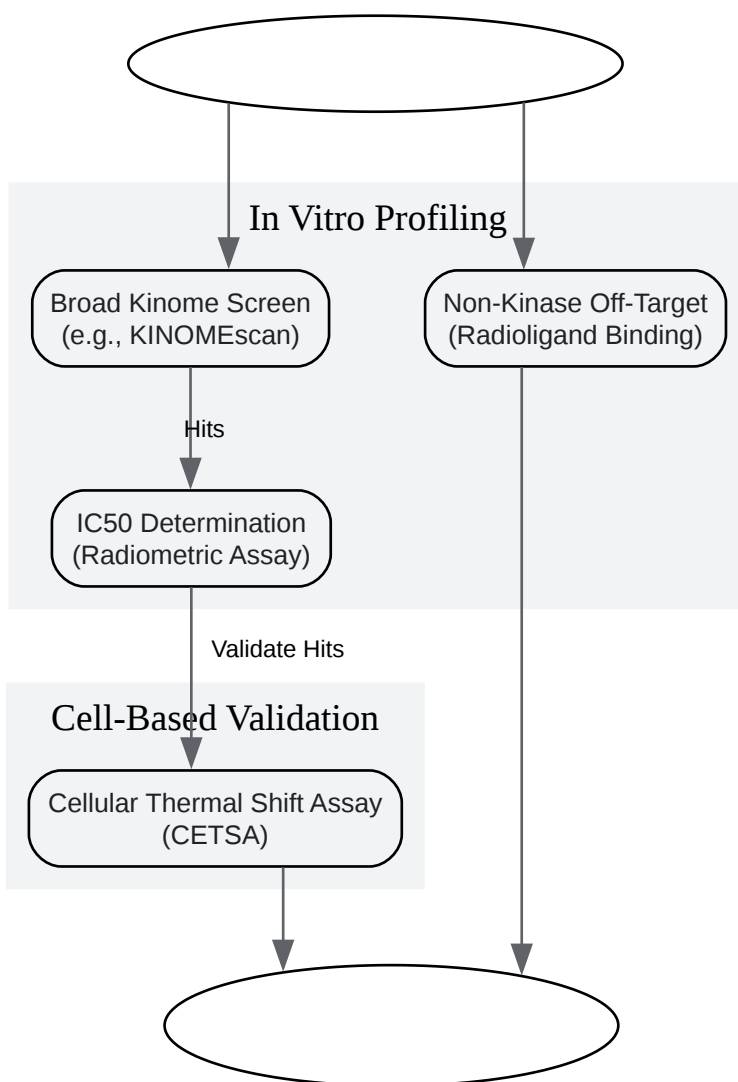 In Vitro Profiling
Broad Kinome Screen
(e.g., KINOMEscan)
Non-Kinase Off-Target
(Radioligand Binding)
Hits
IC50 Determination
(Radiometric Assay)
Validate Hits
Cell-Based Validation
Cellular Thermal Shift Assay
(CETSA)